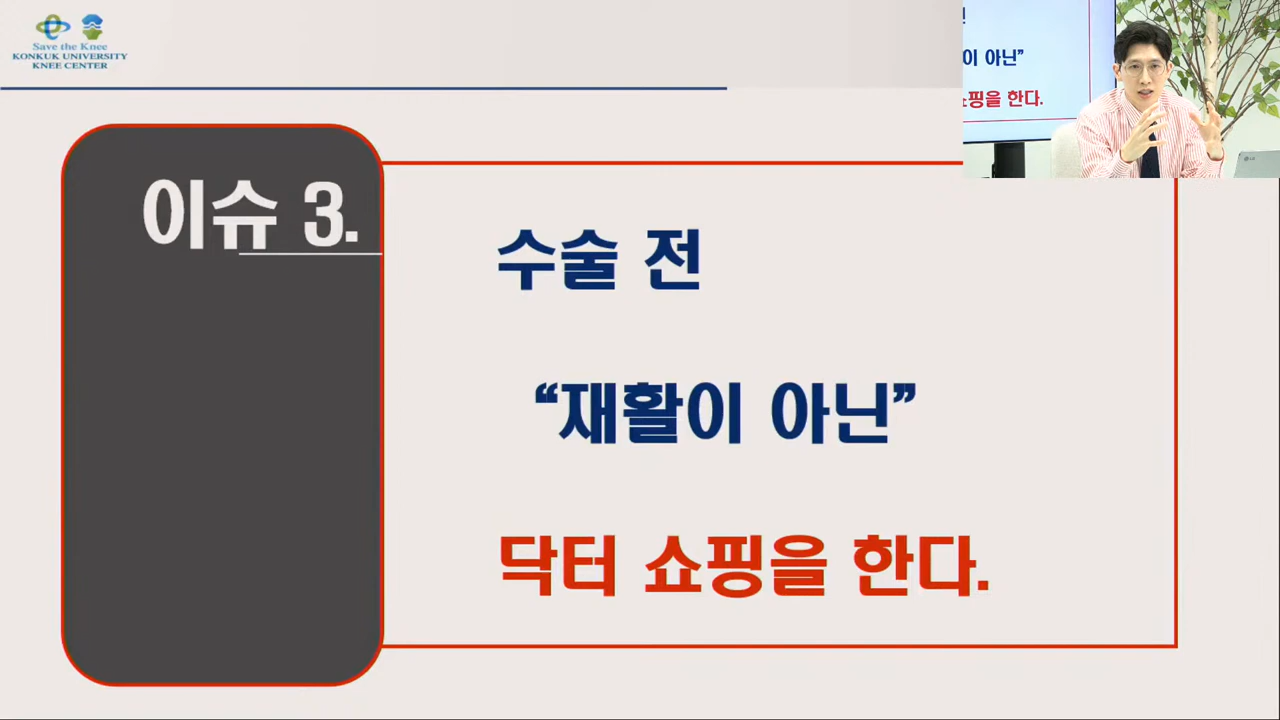 Save the Knee
KONKUK UNIVERSITY
KNEE CENTER
이슈 3.
수술 전
“재활이 아닌”
닥터 쇼핑을 한다.
이 아닌”
핑을 한다.
LG